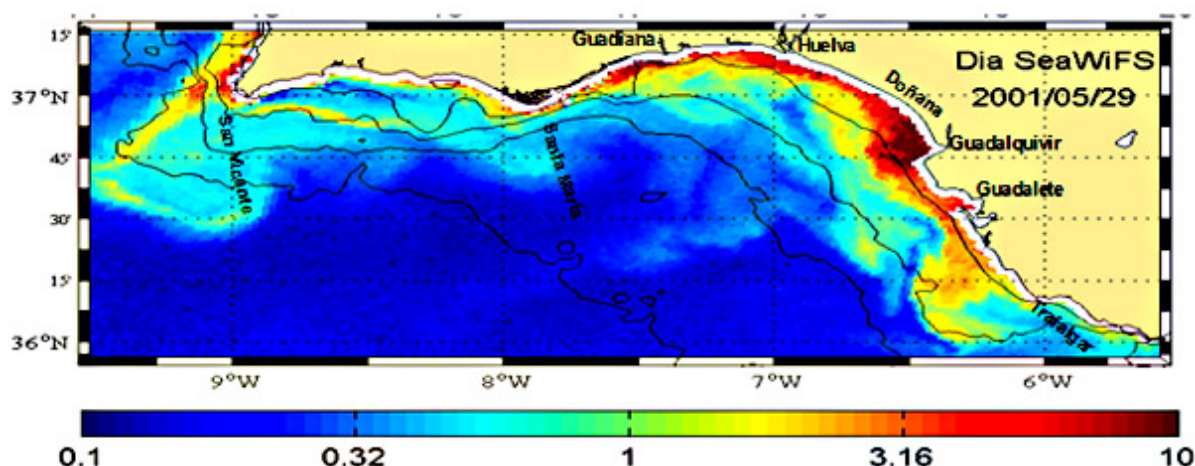 15'
Guadiana
Huelva
Dia SeaWiFS
2001/05/29
37°N
Doñana
San Vicente
Santa María
Guadalquivir
45'
Guadalete
30'
15'
Trafalgar
36°N
9°W 8°W 7°W 6°W
0.1 0.32 1 3.16 10